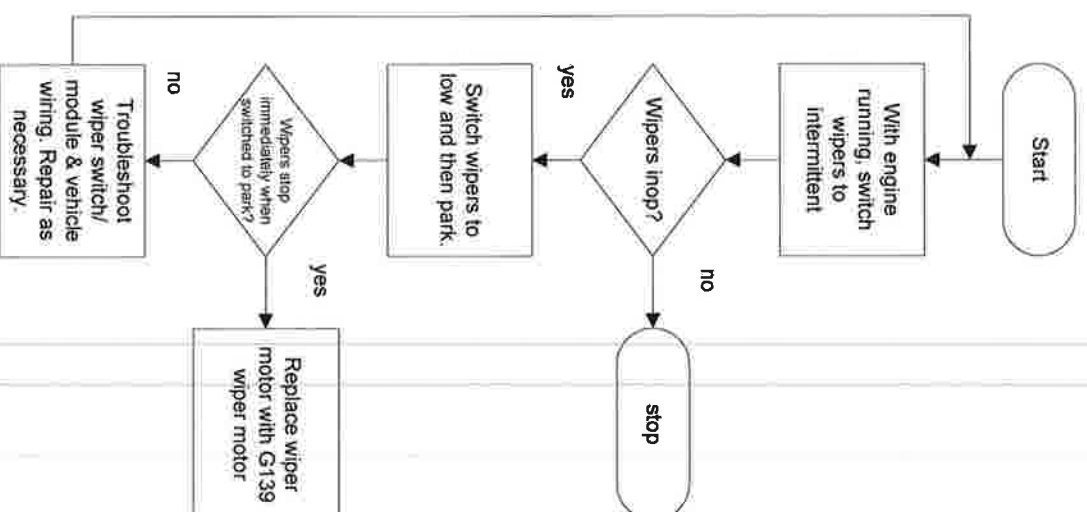 Start
With engine
running, switch
wipers to
intermittent
Wipers inop?
no
stop
yes
Switch wipers to
low and then park.
Wipers stop
immediately when
switched to park?
yes
Replace wiper
motor with G139
wiper motor
no
Troubleshoot
wiper switch/
module & vehicle
wiring. Repair as
necessary.